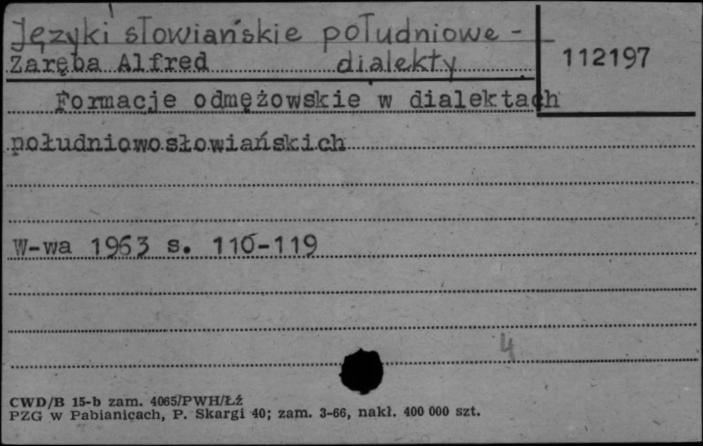 Języki słowiańskie południowe -
dialekty
Zaręba Alfred
112197
Formacje odmężowskie w dialektach
południowosłowiańskich
W-wa 1963 s. 110-119
4
CWD/B 15-b zam. 4065/PWH/Łź
PZG w Pabianicach, P. Skargi 40; zam. 3-66, nakł. 400 000 szt.